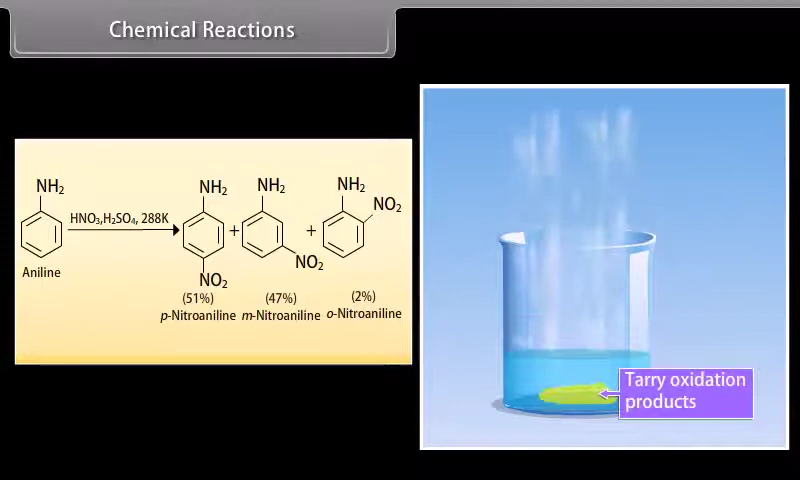 Chemical Reactions
NH₂
NH₂
NH₂
NH₂
NO₂
HNO₃,H₂SO₄, 288K
+
+
NO₂
Aniline
NO₂
(51%)
(47%)
(2%)
p-Nitroaniline
m-Nitroaniline
o-Nitroaniline
Tarry oxidation
products